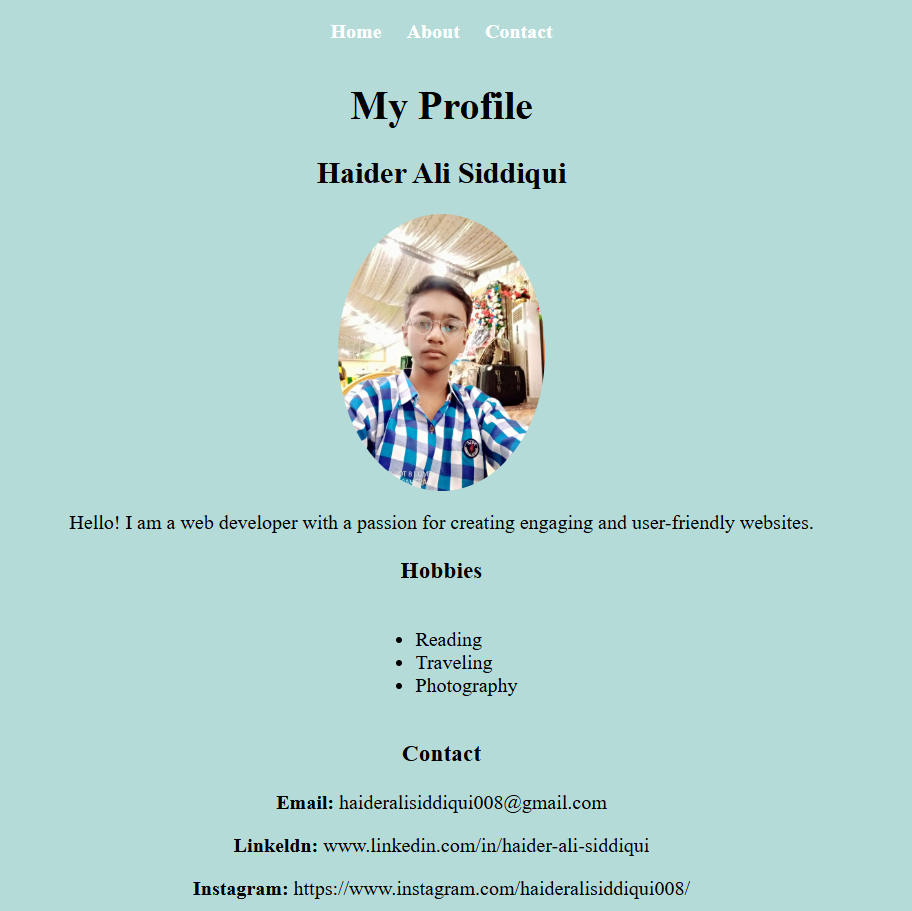 Home About Contact
My Profile
Haider Ali Siddiqui
Hello! I am a web developer with a passion for creating engaging and user-friendly websites.
Hobbies
• Reading
• Traveling
• Photography
Contact
Email: haideralisiddiqui008@gmail.com
Linkeldn: www.linkedin.com/in/haider-ali-siddiqui
Instagram: https://www.instagram.com/haideralisiddiqui008/